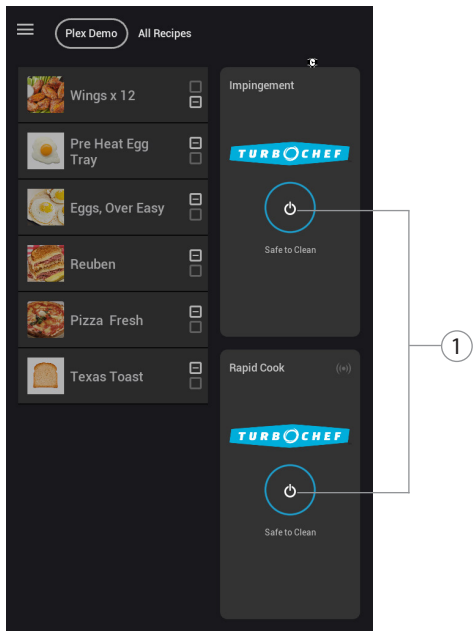 Plex Demo
All Recipes
Wings x 12
Pre Heat Egg
Tray
Eggs, Over Easy
Reuben
Pizza Fresh
Texas Toast
Impingement
TURBOCHEF
Safe to Clean
Rapid Cook
TURBOCHEF
Safe to Clean
1